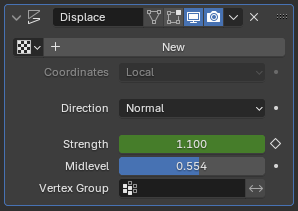 Displace
New
Coordinates Local
Direction Normal
Strength 1.100
Midlevel 0.554
Vertex Group